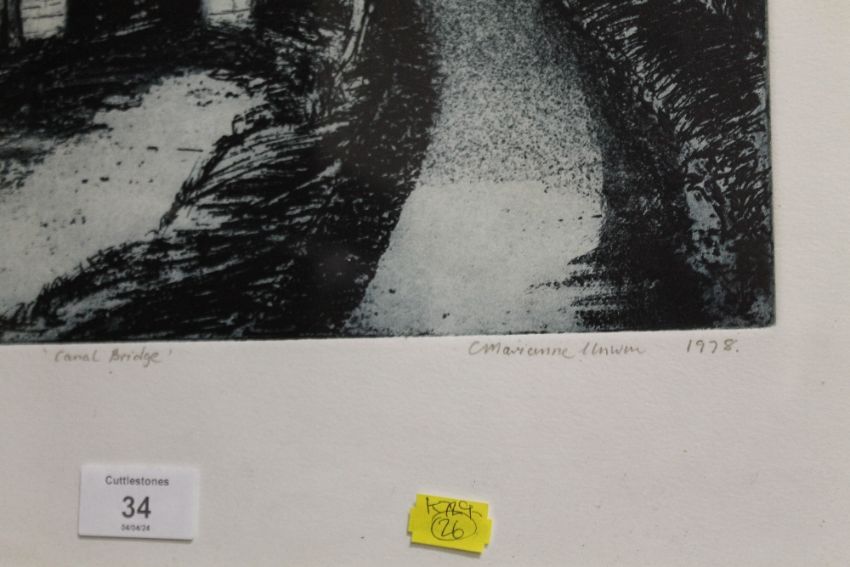 'Canal Bridge'
Marianne Unwin 1978.
Cuttlestones
34
04/04/24
26